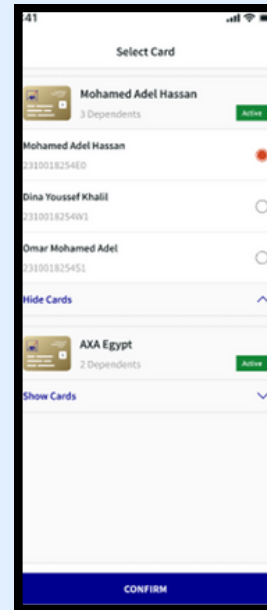 :41
Select Card
Mohamed Adel Hassan
3 Dependents
Active
Mohamed Adel Hassan
2310018254E0
Dina Youssef Khalil
2310018254W1
Omar Mohamed Adel
2310018254S1
Hide Cards
AXA Egypt
2 Dependents
Active
Show Cards
CONFIRM